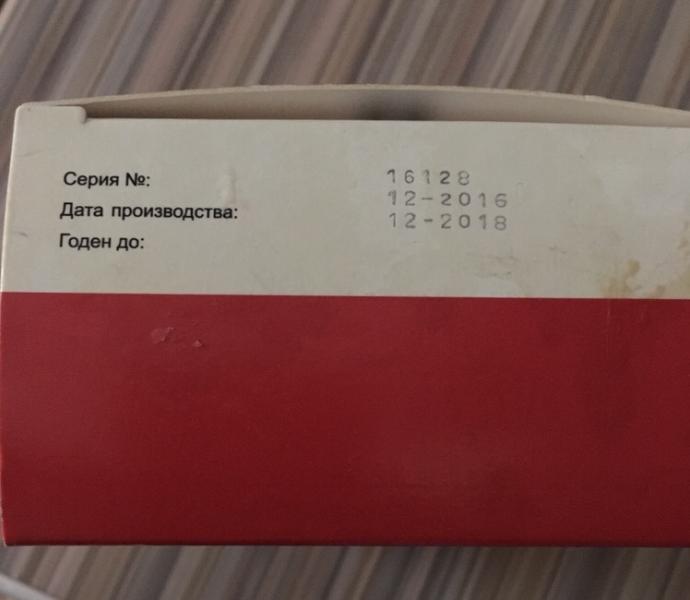 Серия №: 16128
Дата производства: 12-2016
Годен до: 12-2018